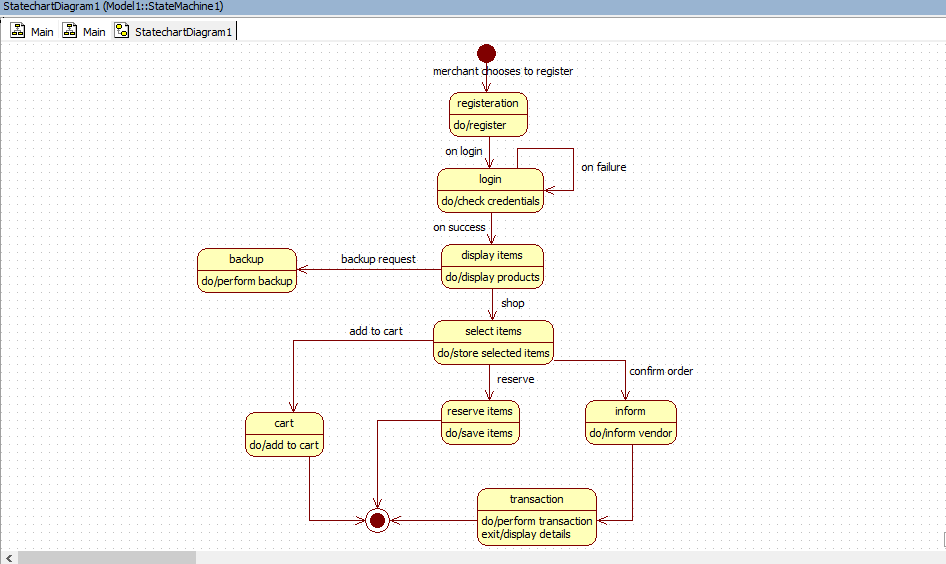 StatechartDiagram1 (Model1::StateMachine1)
Main Main StatechartDiagram1
merchant chooses to register
registeration
do/register
on login
on failure
login
do/check credentials
on success
display items
do/display products
backup request
backup
do/perform backup
shop
select items
do/store selected items
add to cart
reserve
confirm order
reserve items
do/save items
inform
do/inform vendor
cart
do/add to cart
transaction
do/perform transaction
exit/display details